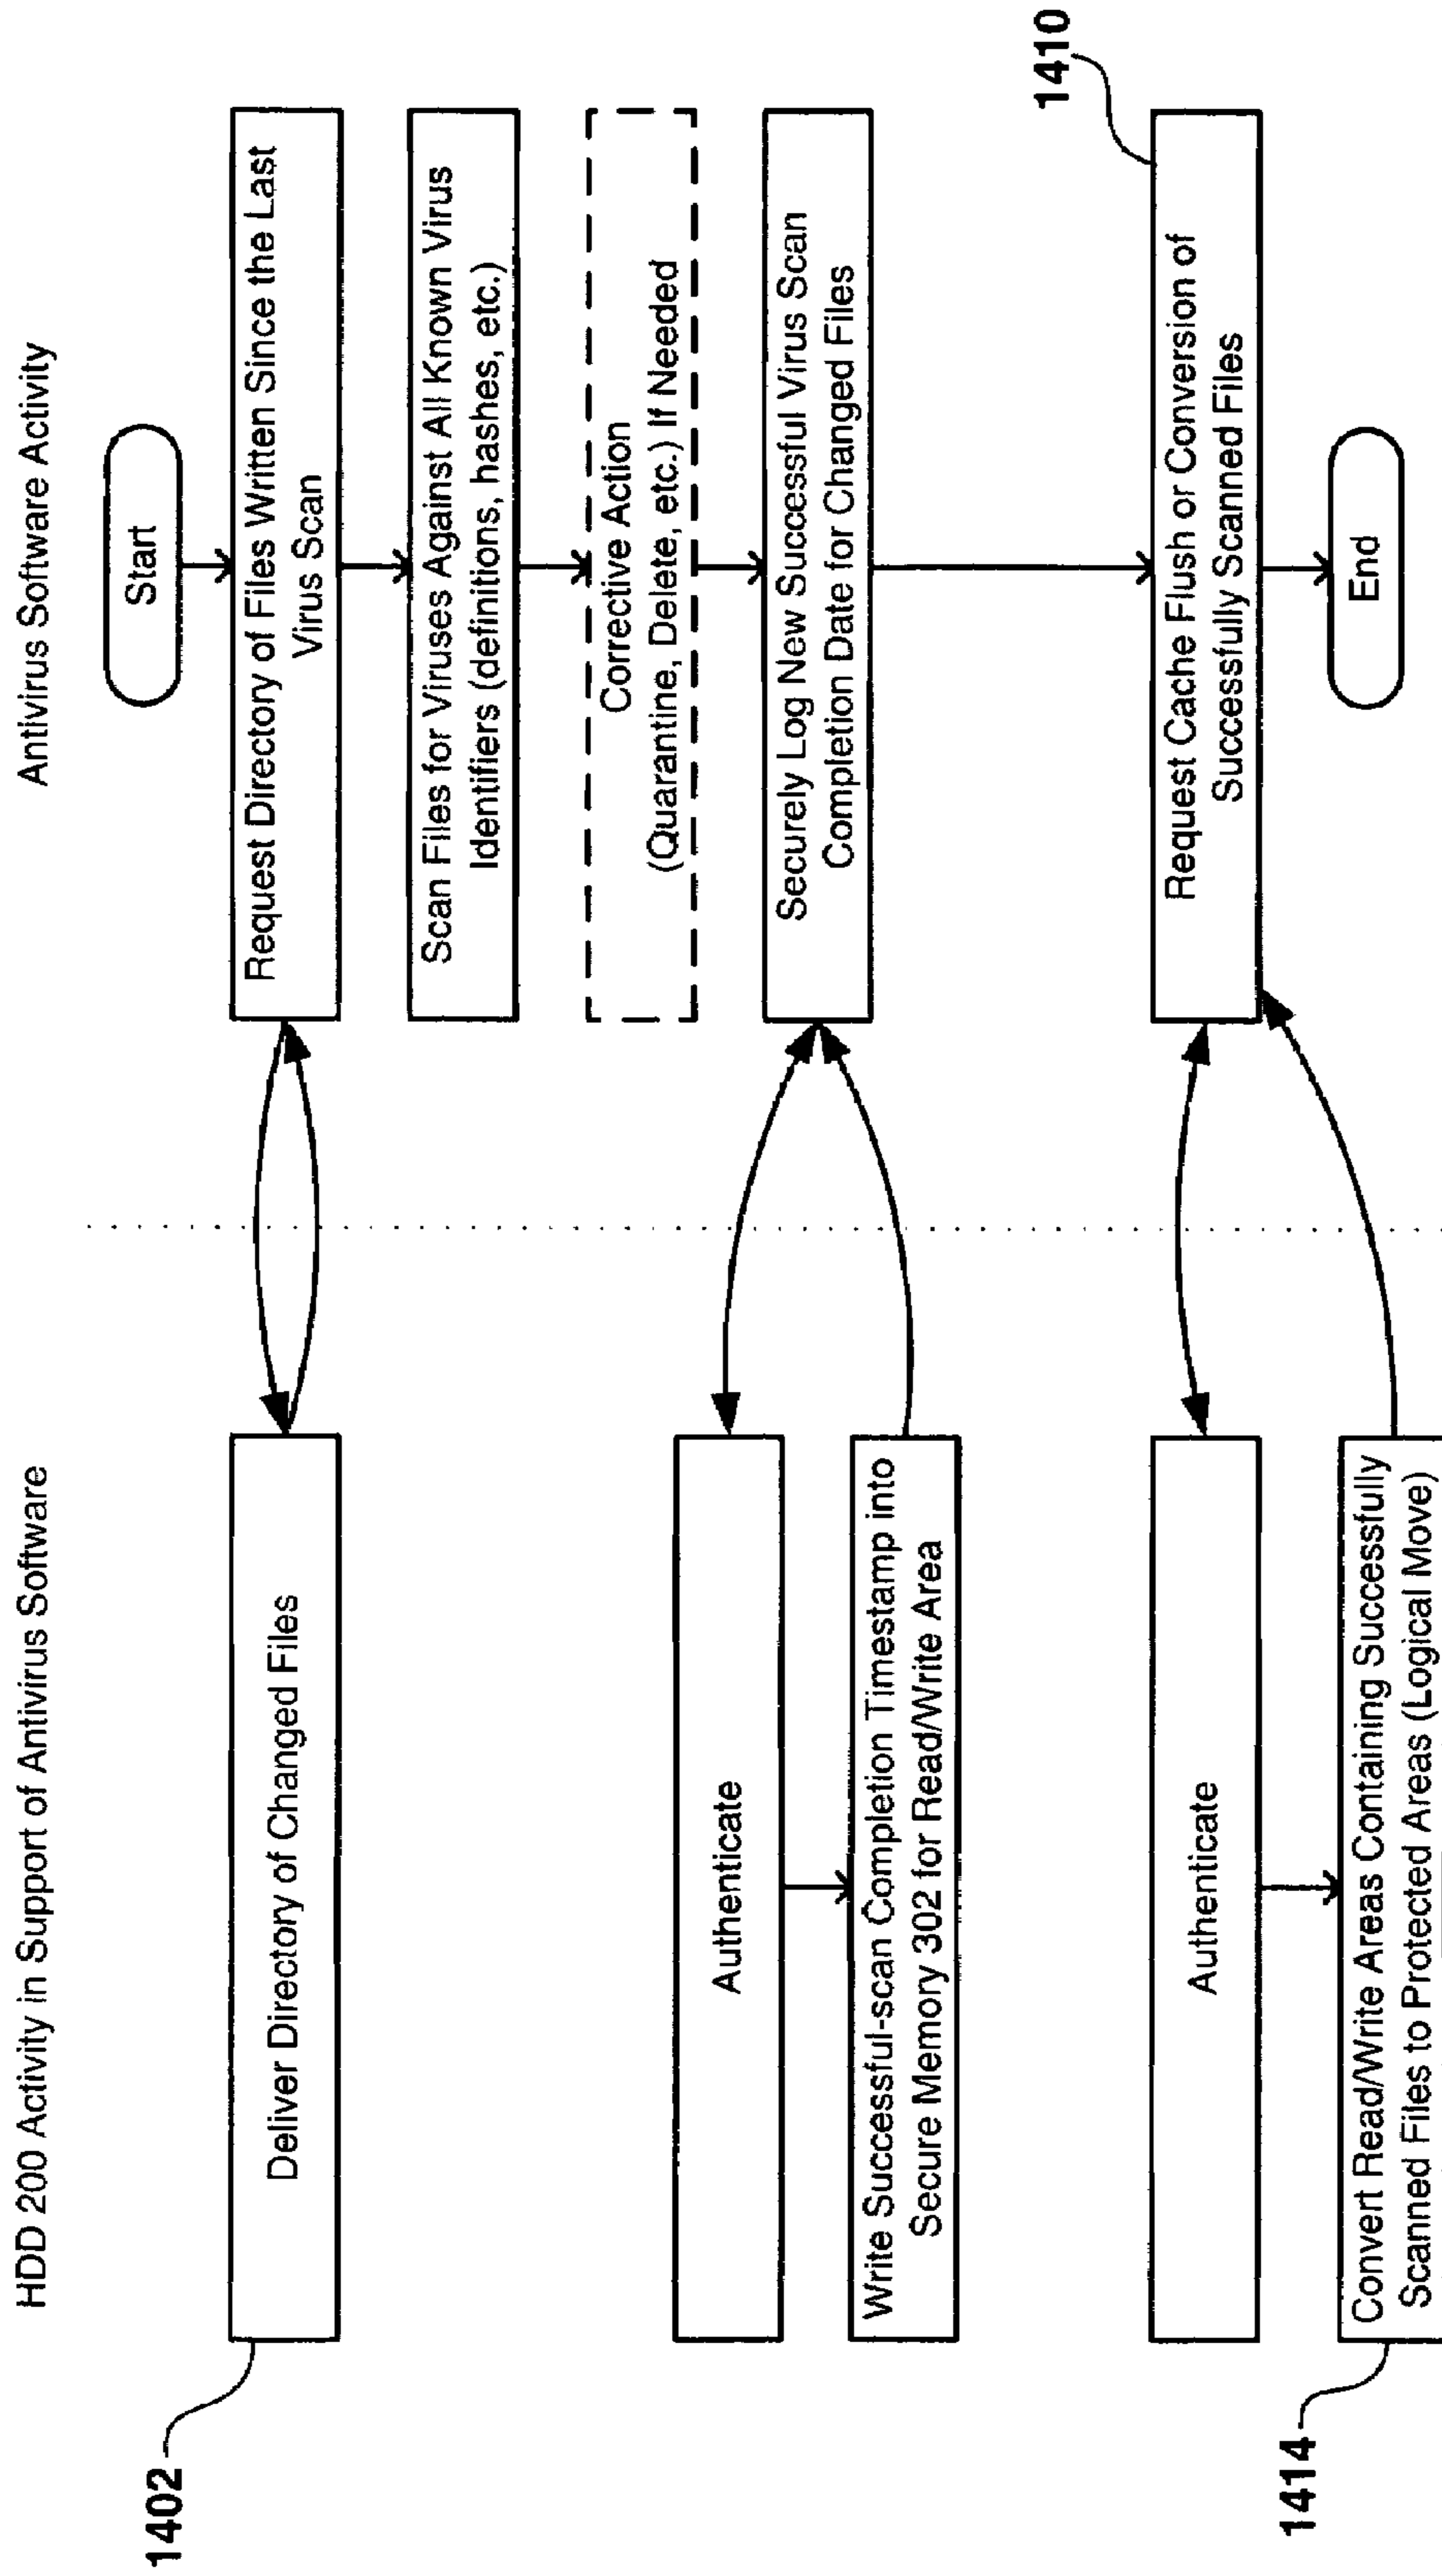 HDD 200 Activity in Support of Antivirus Software
Antivirus Software Activity
Start
1402
Deliver Directory of Changed Files
Request Directory of Files Written Since the Last
Virus Scan
Scan Files for Viruses Against All Known Virus
Identifiers (definitions, hashes, etc.)
Corrective Action
(Quarantine, Delete, etc.) If Needed
Authenticate
Securely Log New Successful Virus Scan
Completion Date for Changed Files
Write Successful-scan Completion Timestamp into
Secure Memory 302 for Read/Write Area
1410
Authenticate
Request Cache Flush or Conversion of
Successfully Scanned Files
1414
Convert Read/Write Areas Containing Successfully
Scanned Files to Protected Areas (Logical Move)
End